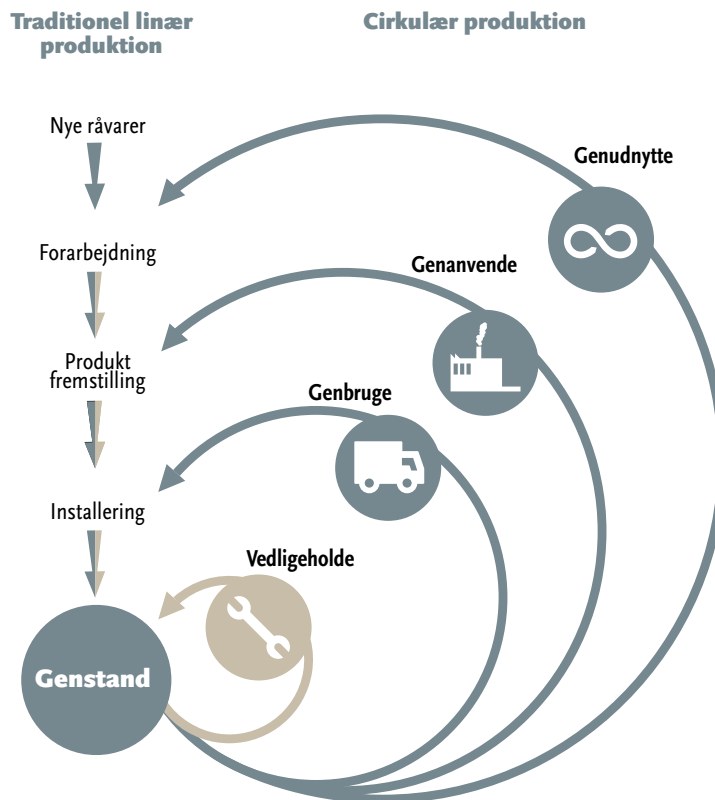 Traditionel linær
produktion
Cirkulær produktion
Nye råvarer
Genudnytte
Forarbejdning
Genanvende
Produkt
fremstilling
Genbruge
Installering
Vedligeholde
Genstand